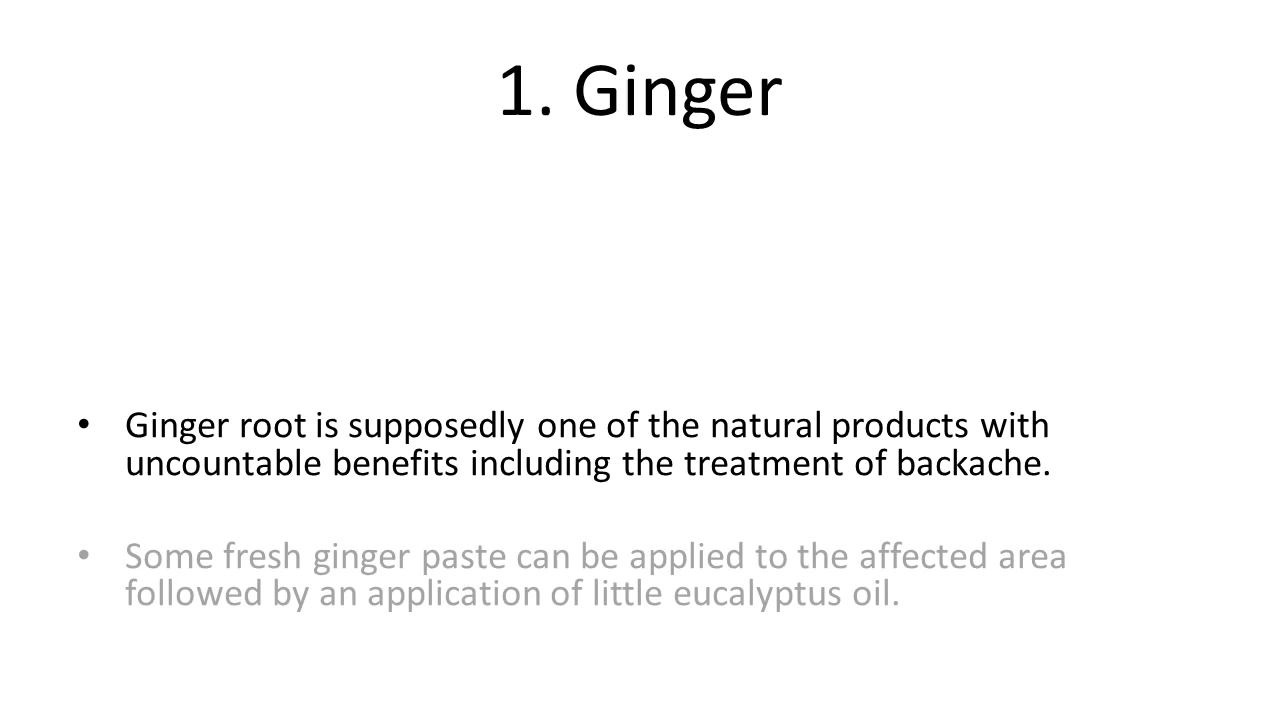 1. Ginger
• Ginger root is supposedly one of the natural products with
uncountable benefits including the treatment of backache.
• Some fresh ginger paste can be applied to the affected area
followed by an application of little eucalyptus oil.